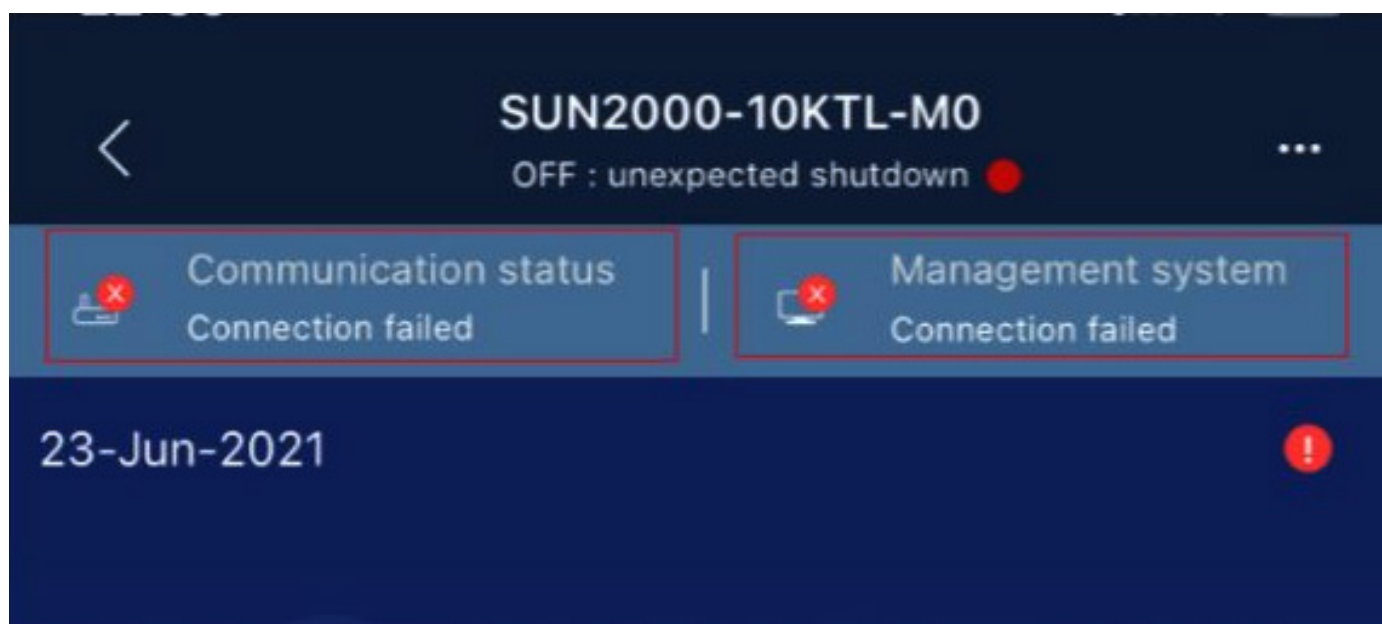 SUN2000-10KTL-M0
OFF : unexpected shutdown
Communication status
Connection failed
Management system
Connection failed
23-Jun-2021